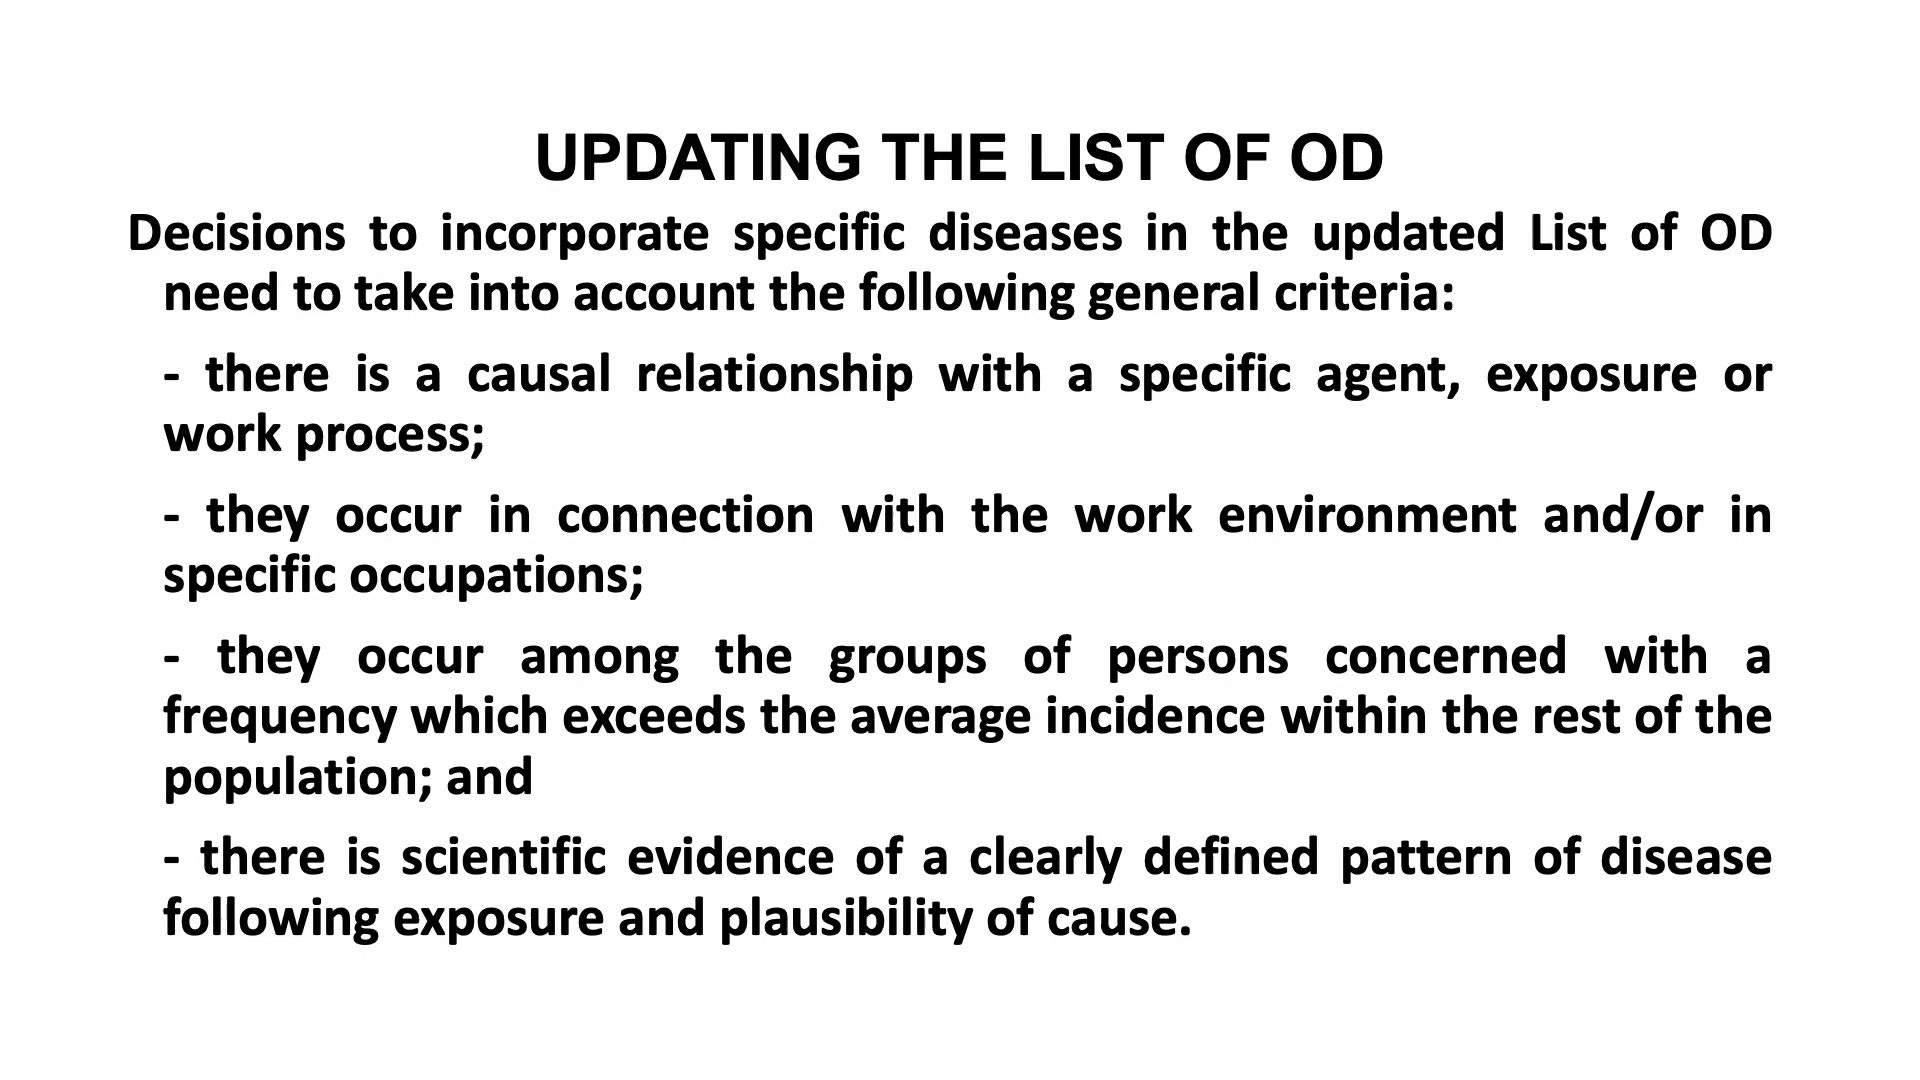 UPDATING THE LIST OF OD
Decisions to incorporate specific diseases in the updated List of OD
need to take into account the following general criteria:
- there is a causal relationship with a specific agent, exposure or
work process;
- they occur in connection with the work environment and/or in
specific occupations;
- they occur among the groups of persons concerned with a
frequency which exceeds the average incidence within the rest of the
population; and
- there is scientific evidence of a clearly defined pattern of disease
following exposure and plausibility of cause.